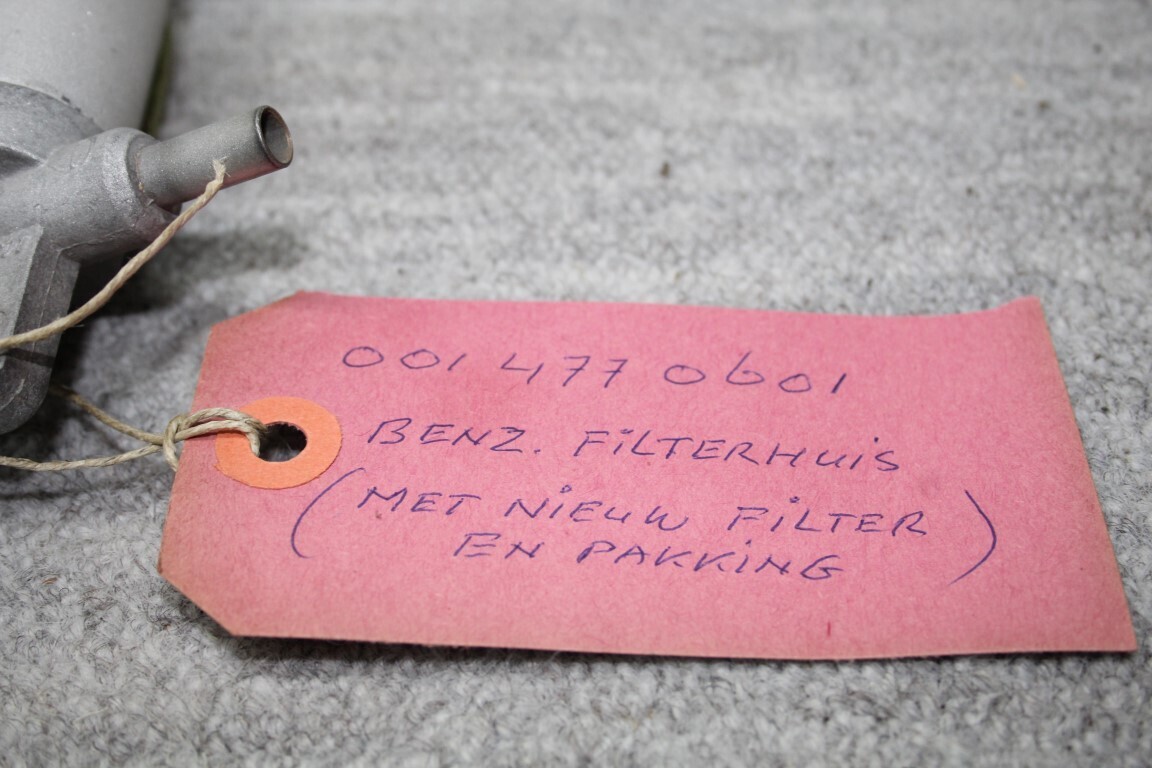 001 477 0601
BENZ. FiLTERHUiS
(MET NiEUW FiLTER
EN PAKKiNG)